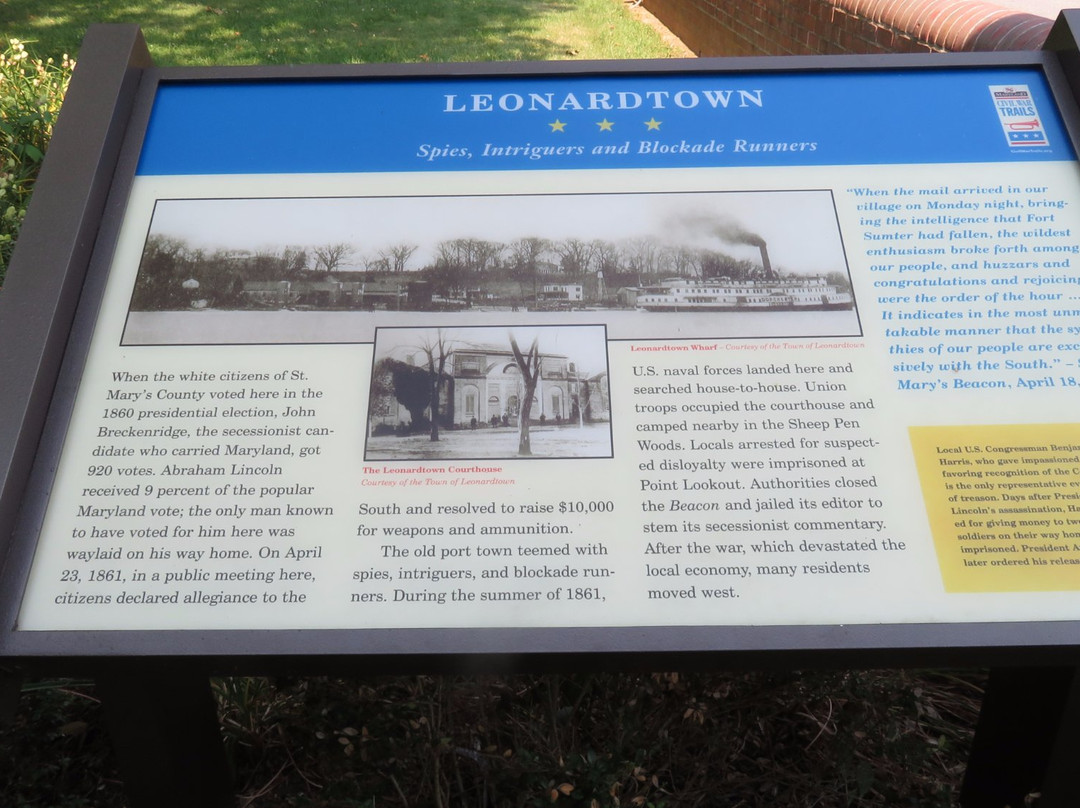 LEONARDTOWN
Spies, Intriguers and Blockade Runners
CIVIL WAR
TRAILS
Leonardtown Wharf – Courtesy of the Town of Leonardtown
When the white citizens of St.
Mary's County voted here in the
1860 presidential election, John
Breckenridge, the secessionist can-
didate who carried Maryland, got
920 votes. Abraham Lincoln
received 9 percent of the popular
Maryland vote; the only man known
to have voted for him here was
waylaid on his way home. On April
23, 1861, in a public meeting here,
citizens declared allegiance to the
The Leonardtown Courthouse
Courtesy of the Town of Leonardtown
South and resolved to raise $10,000
for weapons and ammunition.
The old port town teemed with
spies, intriguers, and blockade run-
ners. During the summer of 1861,
U.S. naval forces landed here and
searched house-to-house. Union
troops occupied the courthouse and
camped nearby in the Sheep Pen
Woods. Locals arrested for suspect-
ed disloyalty were imprisoned at
Point Lookout. Authorities closed
the Beacon and jailed its editor to
stem its secessionist commentary.
After the war, which devastated the
local economy, many residents
moved west.
"When the mail arrived in our
village on Monday night, bring-
ing the intelligence that Fort
Sumter had fallen, the wildest
enthusiasm broke forth among
our people, and huzzars and
congratulations and rejoicing
were the order of the hour ...
It indicates in the most unm
takable manner that the sy
thies of our people are exc
sively with the South." –
Mary's Beacon, April 18,
Local U.S. Congressman Benja
Harris, who gave impassioned
favoring recognition of the C
is the only representative ev
of treason. Days after Presi
Lincoln's assassination, Ha
ed for giving money to tw
soldiers on their way hom
imprisoned. President A
later ordered his releas